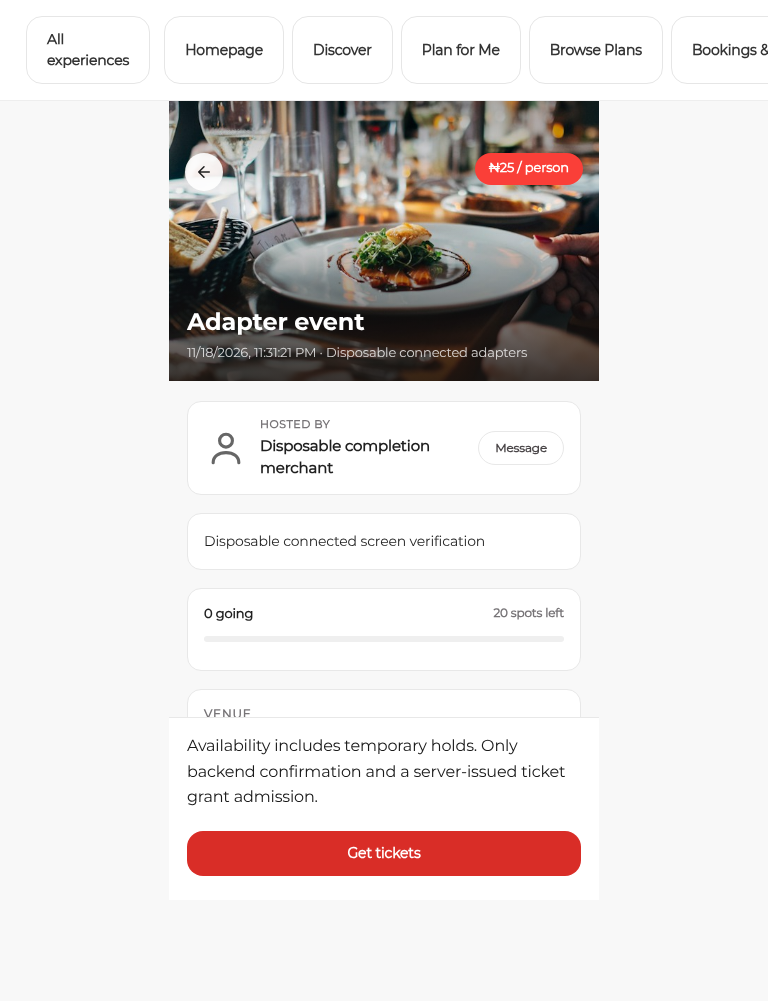 All
experiences
Homepage
Discover
Plan for Me
Browse Plans
Bookings &
₦25 / person
Adapter event
11/18/2026, 11:31:21 PM · Disposable connected adapters
HOSTED BY
Disposable completion
merchant
Message
Disposable connected screen verification
0 going
20 spots left
VENUE
Availability includes temporary holds. Only
backend confirmation and a server-issued ticket
grant admission.
Get tickets